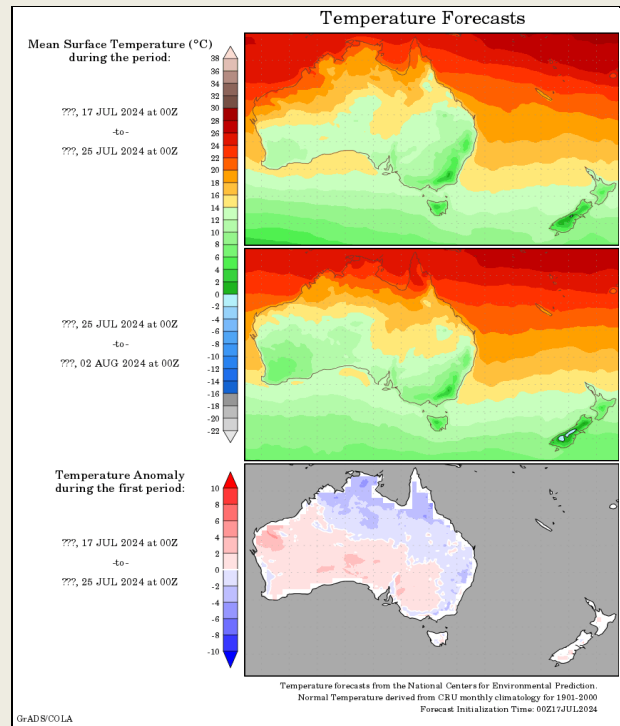 Temperature Forecasts
Mean Surface Temperature (°C)
during the period:
???, 17 JUL 2024 at 00Z
-to-
???, 25 JUL 2024 at 00Z
38
36
34
32
30
28
26
24
22
20
18
16
14
12
10
8
6
4
2
0
-2
-4
-6
-8
-10
-12
-14
-16
-18
-20
-22
???, 25 JUL 2024 at 00Z
-to-
???, 02 AUG 2024 at 00Z
Temperature Anomaly
during the first period:
???, 17 JUL 2024 at 00Z
-to-
???, 25 JUL 2024 at 00Z
10
8
6
4
2
0
-2
-4
-6
-8
-10
Temperature forecasts from the National Centers for Environmental Prediction.
Normal Temperature derived from CRU monthly climatology for 1901-2000
Forecast Initialization Time: 00Z17JUL2024
GrADS/COLA